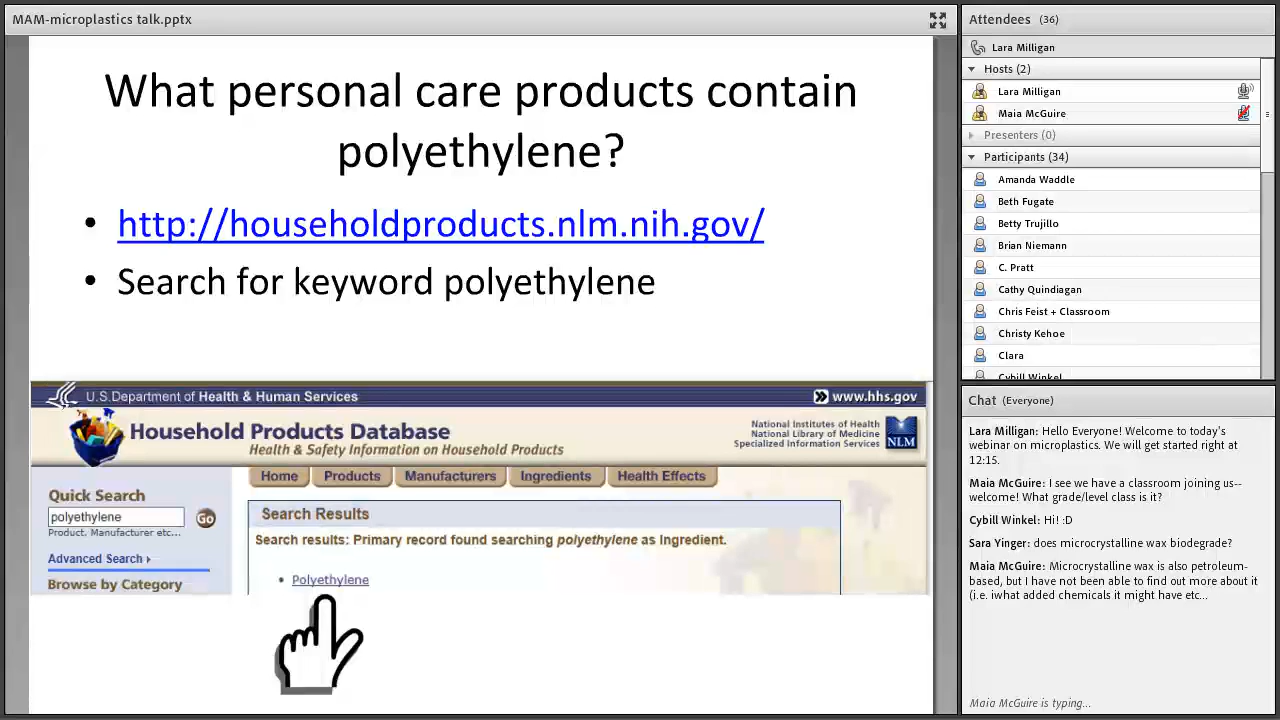 MAM-microplastics talk.pptx
What personal care products contain
polyethylene?
• http://householdproducts.nlm.nih.gov/
• Search for keyword polyethylene
U.S.Department of Health & Human Services
www.hhs.gov
Household Products Database
Health & Safety Information on Household Products
National Institutes of Health
National Library of Medicine
Specialized Information Services
NLM
Home
Products
Manufacturers
Ingredients
Health Effects
Quick Search
polyethylene
Go
Product, Manufacturer etc...
Advanced Search
Browse by Category
Search Results
Search results: Primary record found searching polyethylene as Ingredient.
• Polyethylene
Attendees (36)
Lara Milligan
Hosts (2)
Lara Milligan
Maia McGuire
Presenters (0)
Participants (34)
Amanda Waddle
Beth Fugate
Betty Trujillo
Brian Niemann
C. Pratt
Cathy Quindiagan
Chris Feist + Classroom
Christy Kehoe
Clara
Cybill Winkel
Chat (Everyone)
Lara Milligan: Hello Everyone! Welcome to today's
webinar on microplastics. We will get started right at
12:15.
Maia McGuire: I see we have a classroom joining us--
welcome! What grade/level class is it?
Cybill Winkel: Hi! :D
Sara Yinger: does microcrystalline wax biodegrade?
Maia McGuire: Microcrystalline wax is also petroleum-
based, but I have not been able to find out more about it
(i.e. iwhat added chemicals it might have etc...
Maia McGuire is typing...